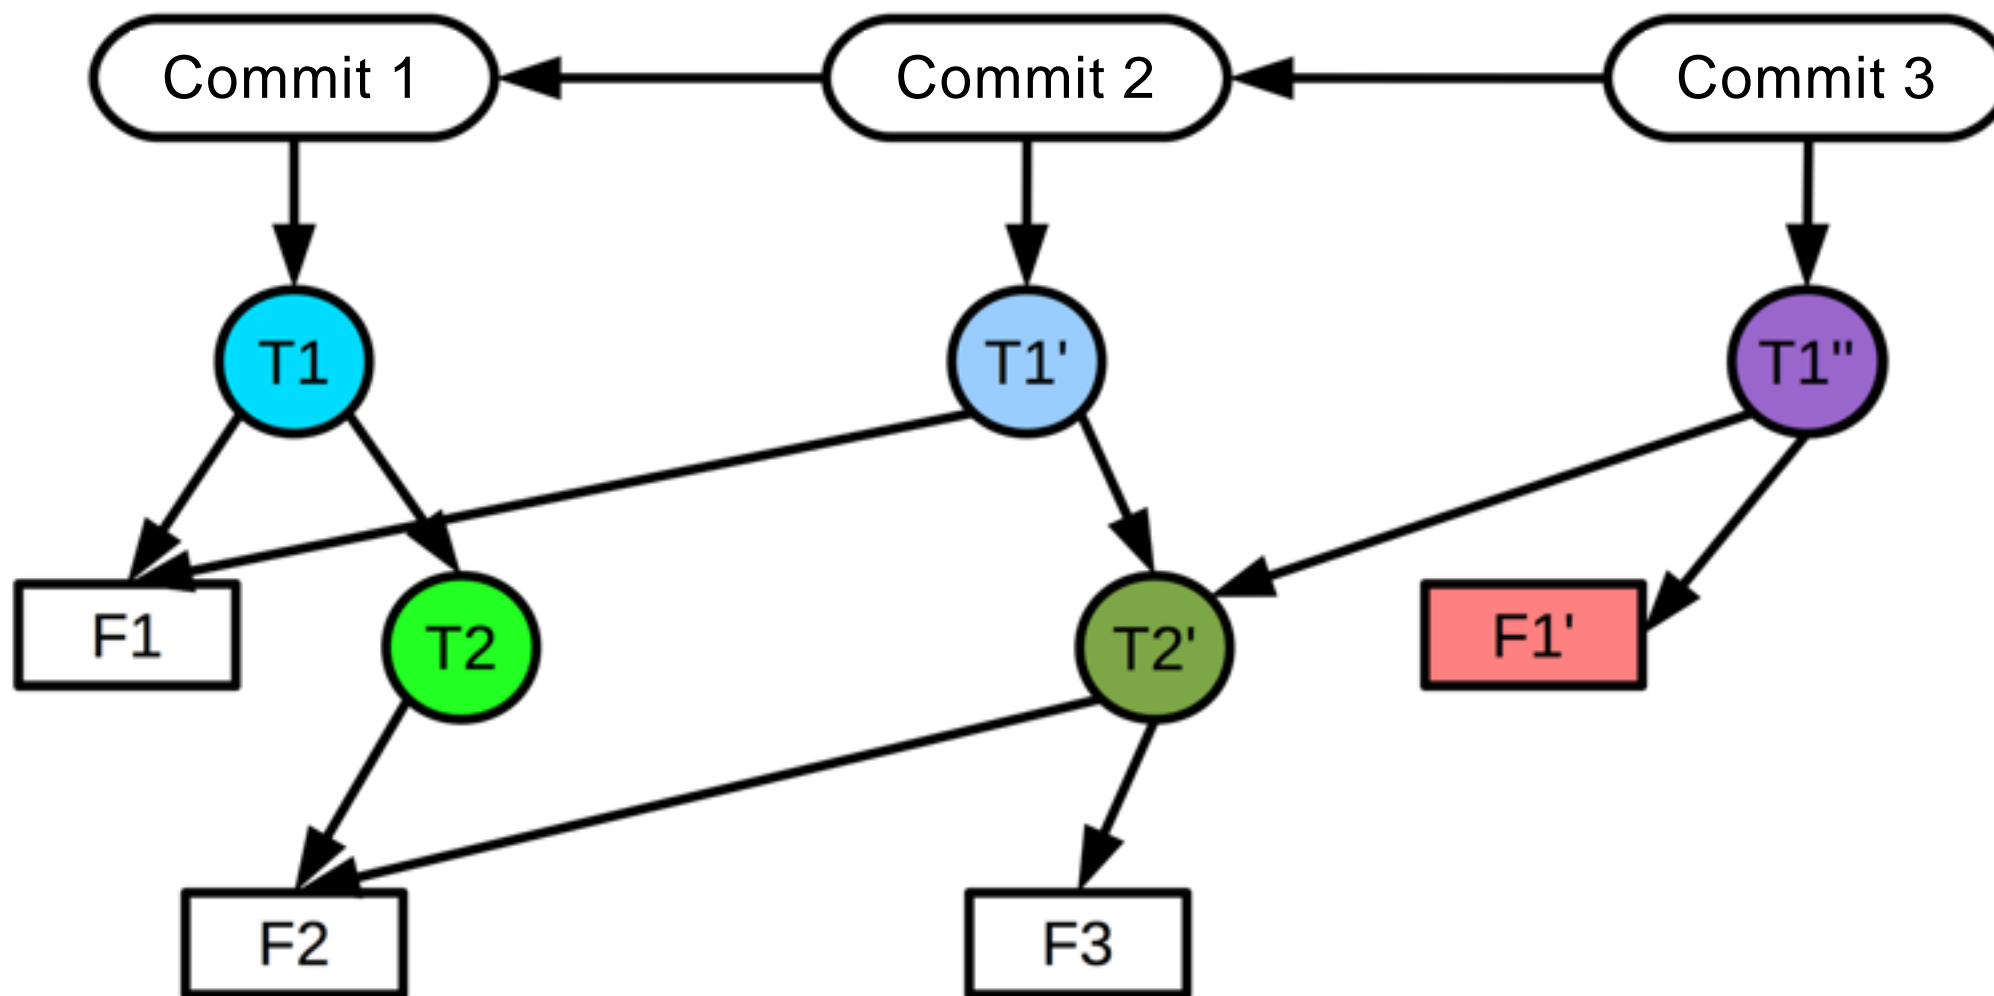 Commit 1
Commit 2
Commit 3
T1
T1'
T1"
F1
T2
T2'
F1'
F2
F3